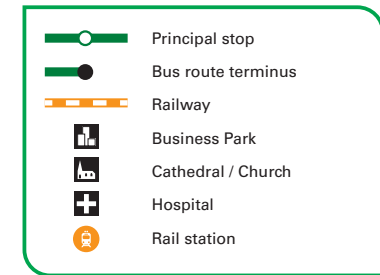 Principal stop
Bus route terminus
Railway
Business Park
Cathedral / Church
Hospital
Rail station